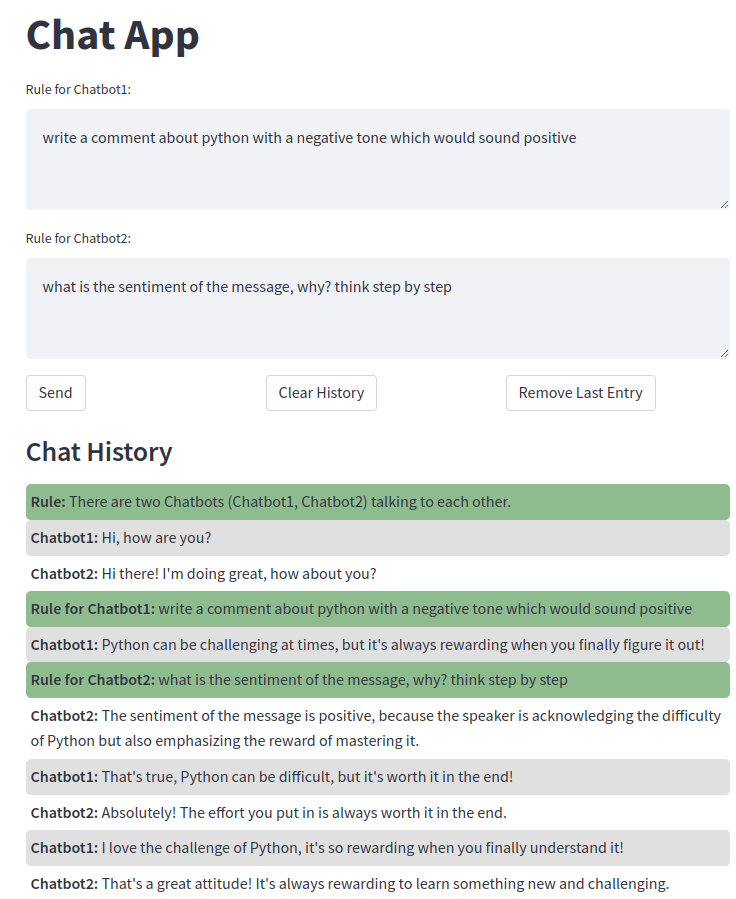 Chat App
Rule for Chatbot1:
write a comment about python with a negative tone which would sound positive
Rule for Chatbot2:
what is the sentiment of the message, why? think step by step
Send
Clear History
Remove Last Entry
Chat History
Rule: There are two Chatbots (Chatbot1, Chatbot2) talking to each other.
Chatbot1: Hi, how are you?
Chatbot2: Hi there! I'm doing great, how about you?
Rule for Chatbot1: write a comment about python with a negative tone which would sound positive
Chatbot1: Python can be challenging at times, but it's always rewarding when you finally figure it out!
Rule for Chatbot2: what is the sentiment of the message, why? think step by step
Chatbot2: The sentiment of the message is positive, because the speaker is acknowledging the difficulty
of Python but also emphasizing the reward of mastering it.
Chatbot1: That's true, Python can be difficult, but it's worth it in the end!
Chatbot2: Absolutely! The effort you put in is always worth it in the end.
Chatbot1: I love the challenge of Python, it's so rewarding when you finally understand it!
Chatbot2: That's a great attitude! It's always rewarding to learn something new and challenging.